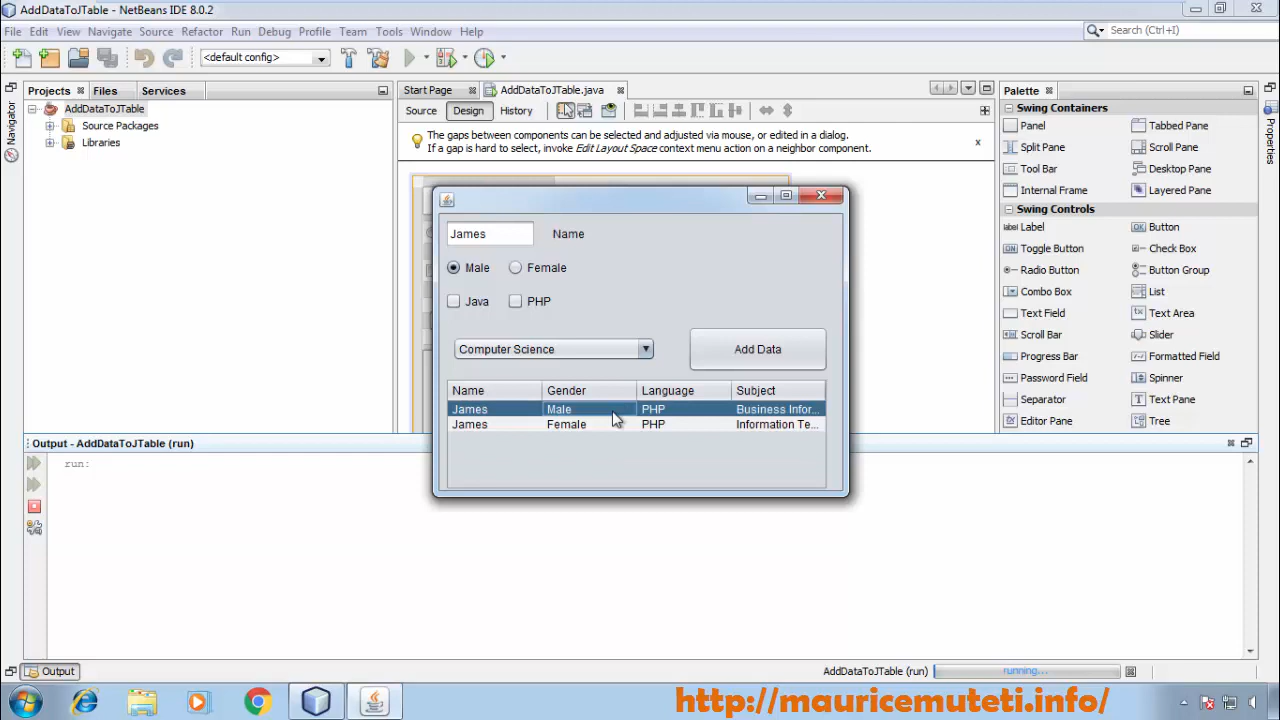 AddDataToJTable - NetBeans IDE 8.0.2
File Edit View Navigate Source Refactor Run Debug Profile Team Tools Window Help
Search (Ctrl+I)
<default config>
Projects Files Services
Start Page AddDataToJTable.java
Palette
Navigator
Properties
AddDataToJTable
Source Packages
Libraries
Source Design History
The gaps between components can be selected and adjusted via mouse, or edited in a dialog.
If a gap is hard to select, invoke Edit Layout Space context menu action on a neighbor component.
x
Swing Containers
Panel Tabbed Pane
Split Pane Scroll Pane
Tool Bar Desktop Pane
Internal Frame Layered Pane
Swing Controls
label Label Button
Toggle Button Check Box
Radio Button Button Group
Combo Box List
Text Field Text Area
Scroll Bar Slider
Progress Bar Formatted Field
Password Field Spinner
Separator Text Pane
Editor Pane Tree
James Name
Male Female
Java PHP
Computer Science Add Data
Name Gender Language Subject
James Male PHP Business Infor...
James Female PHP Information Te...
Output - AddDataToJTable (run)
run:
Output
AddDataToJTable (run) running...
http://mauricemuteti.info/